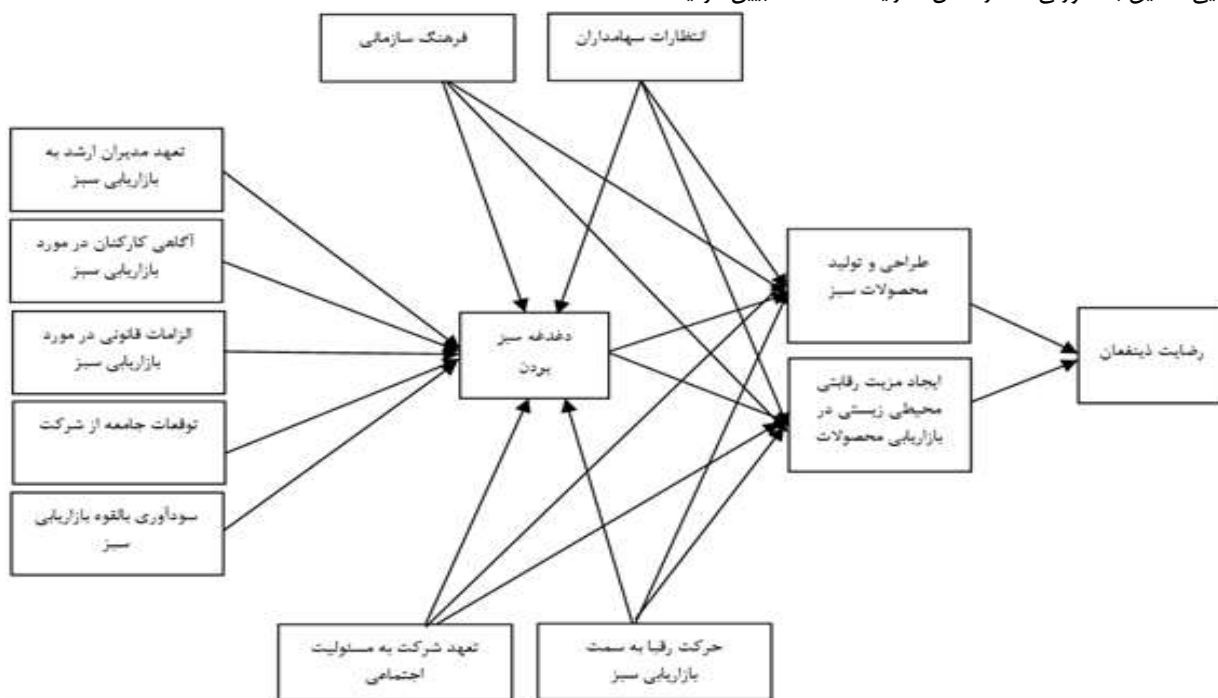 انتظارات سهامداران
فرهنگ سازمانی
تعهد مدیران ارشد به
بازاریابی سبز
آگاهی کارکنان در مورد
بازاریابی سبز
الزامات قانونی در مورد
بازاریابی سبز
توقعات جامعه از شرکت
سودآوری بالقوه بازاریابی
سبز
دغدغه سبز
بردن
طراحی و تولید
محصولات سبز
ایجاد مزیت رقابتی
محیطی زیستی در
بازاریابی محصولات
رضایت ذینفعان
حرکت رقبا به سمت
بازاریابی سبز
تعهد شرکت به مسئولیت
اجتماعی